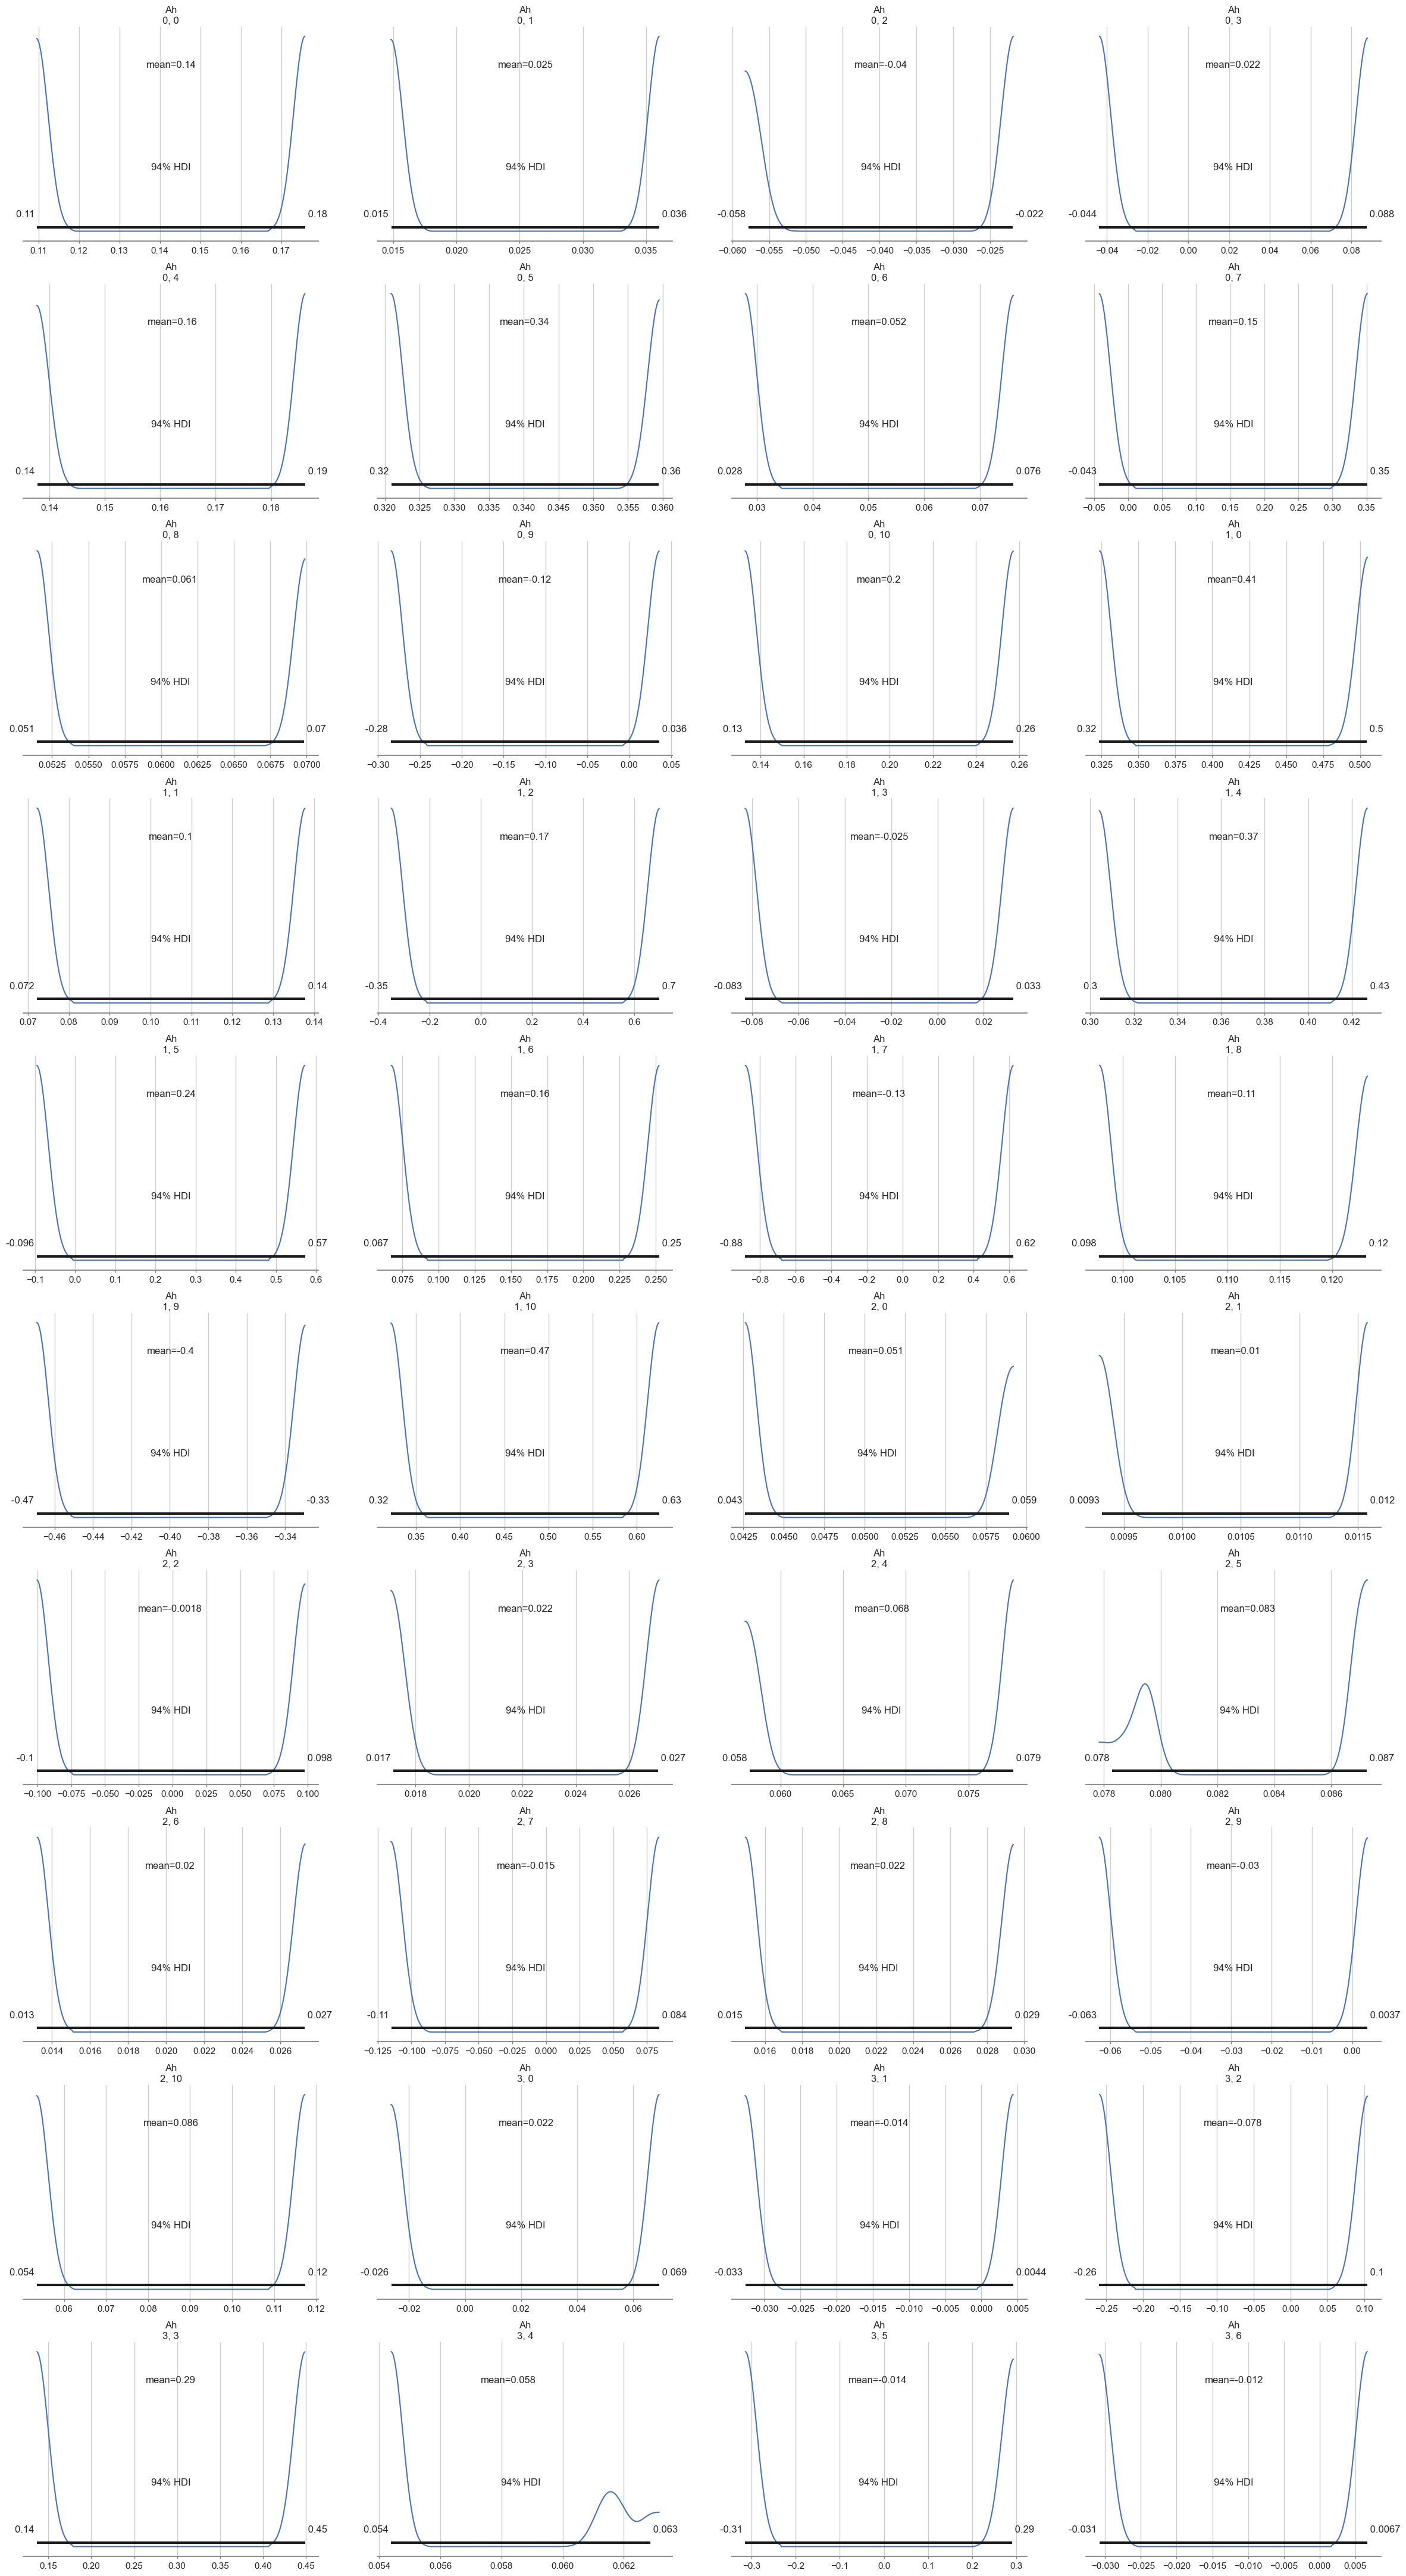 Ah Ah Ah Ah
0, 0 0, 1 0, 2 0, 3
mean=0.14 mean=0.025 mean=-0.04 mean=0.022
94% HDI 94% HDI 94% HDI 94% HDI
0.11 0.18 0.015 0.036 -0.058 -0.022 -0.044 0.088
0.11 0.12 0.13 0.14 0.15 0.16 0.17 0.015 0.020 0.025 0.030 0.035 −0.060 −0.055 −0.050 −0.045 −0.040 −0.035 −0.030 −0.025 −0.04 −0.02 0.00 0.02 0.04 0.06 0.08
Ah Ah Ah Ah
0, 4 0, 5 0, 6 0, 7
mean=0.16 mean=0.34 mean=0.052 mean=0.15
94% HDI 94% HDI 94% HDI 94% HDI
0.14 0.19 0.32 0.36 0.028 0.076 -0.043 0.35
0.14 0.15 0.16 0.17 0.18 0.320 0.325 0.330 0.335 0.340 0.345 0.350 0.355 0.360 0.03 0.04 0.05 0.06 0.07 −0.05 0.00 0.05 0.10 0.15 0.20 0.25 0.30 0.35
Ah Ah Ah Ah
0, 8 0, 9 0, 10 1, 0
mean=0.061 mean=-0.12 mean=0.2 mean=0.41
94% HDI 94% HDI 94% HDI 94% HDI
0.051 0.07 -0.28 0.036 0.13 0.26 0.32 0.5
0.0525 0.0550 0.0575 0.0600 0.0625 0.0650 0.0675 0.0700 −0.30 −0.25 −0.20 −0.15 −0.10 −0.05 0.00 0.05 0.14 0.16 0.18 0.20 0.22 0.24 0.26 0.325 0.350 0.375 0.400 0.425 0.450 0.475 0.500
Ah Ah Ah Ah
1, 1 1, 2 1, 3 1, 4
mean=0.1 mean=0.17 mean=-0.025 mean=0.37
94% HDI 94% HDI 94% HDI 94% HDI
0.072 0.14 -0.35 0.7 -0.083 0.033 0.3 0.43
0.07 0.08 0.09 0.10 0.11 0.12 0.13 0.14 −0.4 −0.2 0.0 0.2 0.4 0.6 −0.08 −0.06 −0.04 −0.02 0.00 0.02 0.30 0.32 0.34 0.36 0.38 0.40 0.42
Ah Ah Ah Ah
1, 5 1, 6 1, 7 1, 8
mean=0.24 mean=0.16 mean=-0.13 mean=0.11
94% HDI 94% HDI 94% HDI 94% HDI
-0.096 0.57 0.067 0.25 -0.88 0.62 0.098 0.12
−0.1 0.0 0.1 0.2 0.3 0.4 0.5 0.6 0.075 0.100 0.125 0.150 0.175 0.200 0.225 0.250 −0.8 −0.6 −0.4 −0.2 0.0 0.2 0.4 0.6 0.100 0.105 0.110 0.115 0.120
Ah Ah Ah Ah
1, 9 1, 10 2, 0 2, 1
mean=-0.4 mean=0.47 mean=0.051 mean=0.01
94% HDI 94% HDI 94% HDI 94% HDI
-0.47 -0.33 0.32 0.63 0.043 0.059 0.0093 0.012
−0.46 −0.44 −0.42 −0.40 −0.38 −0.36 −0.34 0.35 0.40 0.45 0.50 0.55 0.60 0.0425 0.0450 0.0475 0.0500 0.0525 0.0550 0.0575 0.0600 0.0095 0.0100 0.0105 0.0110 0.0115
Ah Ah Ah Ah
2, 2 2, 3 2, 4 2, 5
mean=-0.0018 mean=0.022 mean=0.068 mean=0.083
94% HDI 94% HDI 94% HDI 94% HDI
-0.1 0.098 0.017 0.027 0.058 0.079 0.078 0.087
−0.100 −0.075 −0.050 −0.025 0.000 0.025 0.050 0.075 0.100 0.018 0.020 0.022 0.024 0.026 0.060 0.065 0.070 0.075 0.078 0.080 0.082 0.084 0.086
Ah Ah Ah Ah
2, 6 2, 7 2, 8 2, 9
mean=0.02 mean=-0.015 mean=0.022 mean=-0.03
94% HDI 94% HDI 94% HDI 94% HDI
0.013 0.027 -0.11 0.084 0.015 0.029 -0.063 0.0037
0.014 0.016 0.018 0.020 0.022 0.024 0.026 −0.125 −0.100 −0.075 −0.050 −0.025 0.000 0.025 0.050 0.075 0.016 0.018 0.020 0.022 0.024 0.026 0.028 0.030 −0.06 −0.05 −0.04 −0.03 −0.02 −0.01 0.00
Ah Ah Ah Ah
2, 10 3, 0 3, 1 3, 2
mean=0.086 mean=0.022 mean=-0.014 mean=-0.078
94% HDI 94% HDI 94% HDI 94% HDI
0.054 0.12 -0.026 0.069 -0.033 0.0044 -0.26 0.1
0.06 0.07 0.08 0.09 0.10 0.11 0.12 −0.02 0.00 0.02 0.04 0.06 −0.030 −0.025 −0.020 −0.015 −0.010 −0.005 0.000 0.005 −0.25 −0.20 −0.15 −0.10 −0.05 0.00 0.05 0.10
Ah Ah Ah Ah
3, 3 3, 4 3, 5 3, 6
mean=0.29 mean=0.058 mean=-0.014 mean=-0.012
94% HDI 94% HDI 94% HDI 94% HDI
0.14 0.45 0.054 0.063 -0.31 0.29 -0.031 0.0067
0.15 0.20 0.25 0.30 0.35 0.40 0.45 0.054 0.056 0.058 0.060 0.062 −0.3 −0.2 −0.1 0.0 0.1 0.2 0.3 −0.030 −0.025 −0.020 −0.015 −0.010 −0.005 0.000 0.005